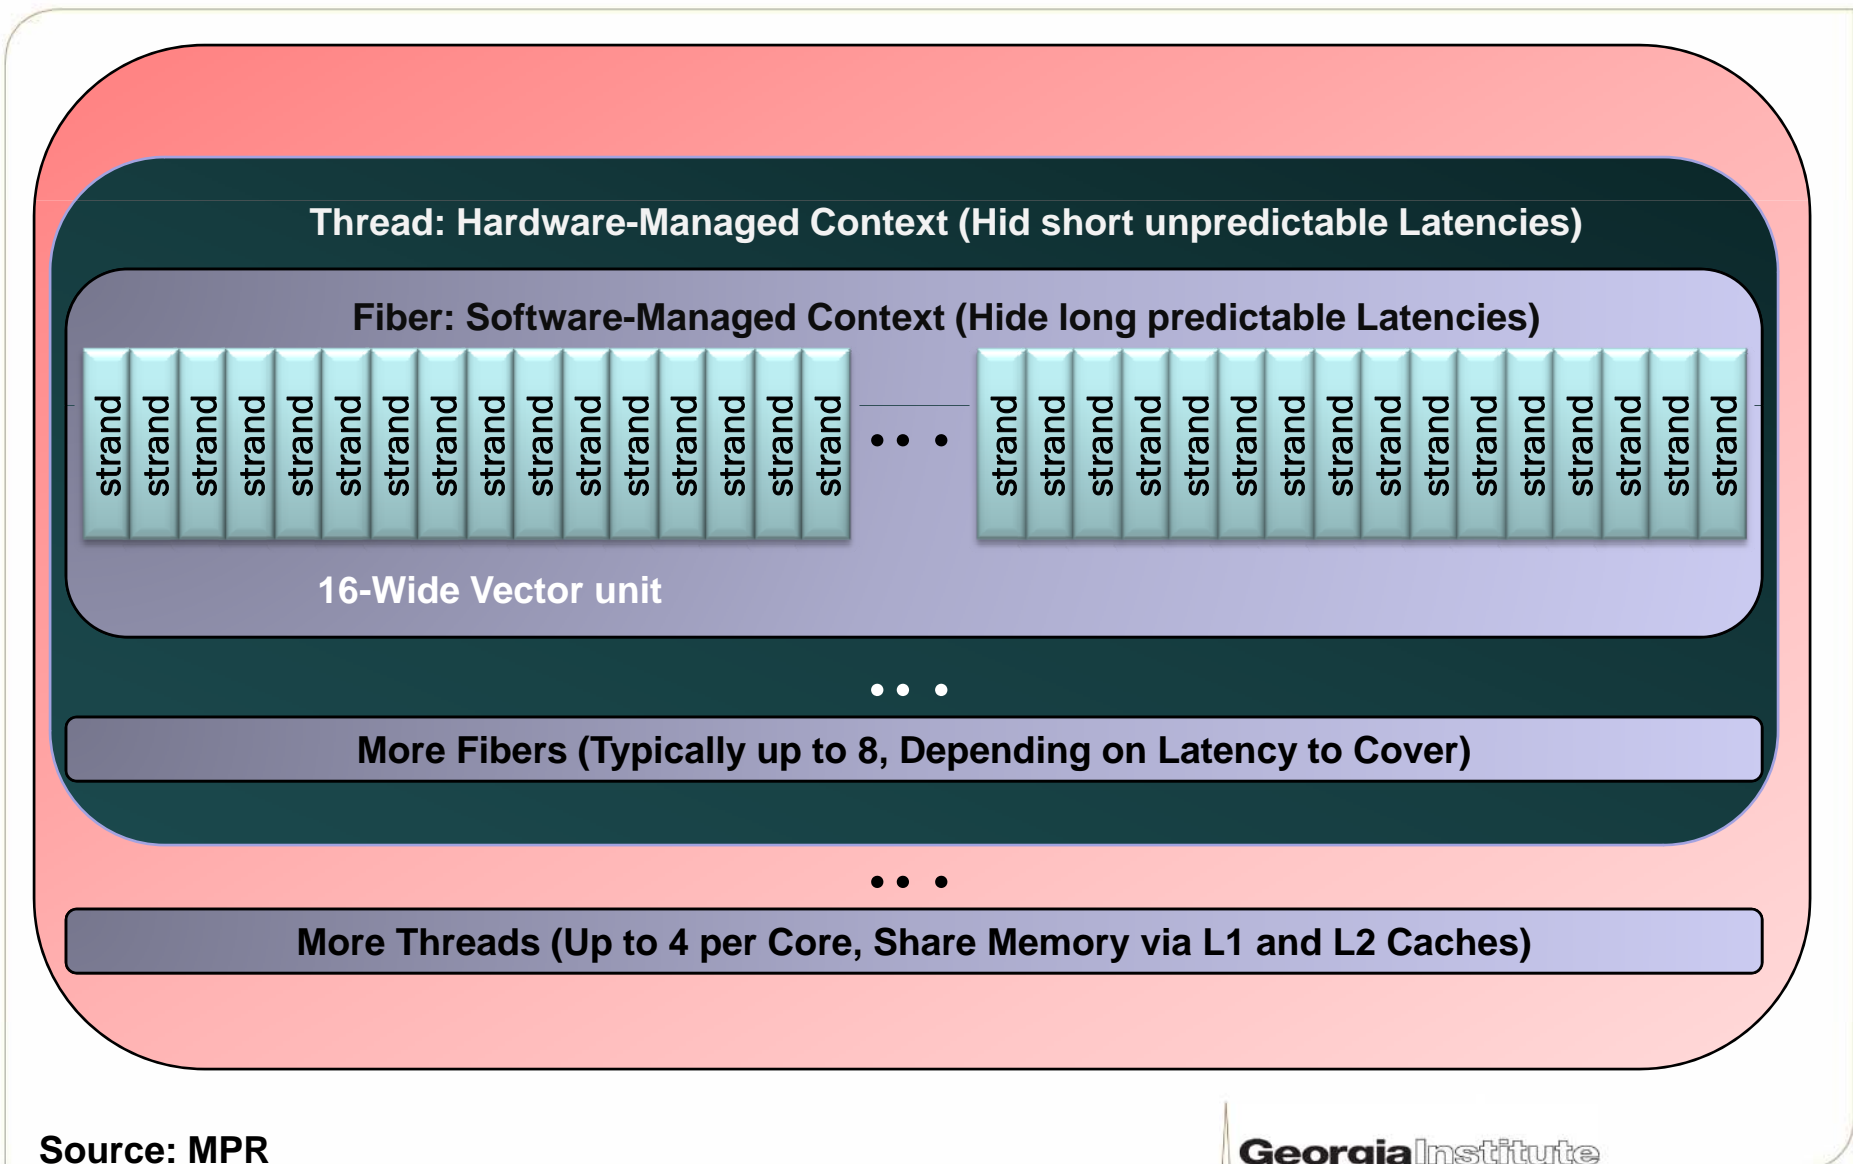 Thread: Hardware-Managed Context (Hid short unpredictable Latencies)
Fiber: Software-Managed Context (Hide long predictable Latencies)
strand strand strand strand strand strand strand strand strand strand strand strand strand strand strand strand ... strand strand strand strand strand strand strand strand strand strand strand strand strand strand strand strand
16-Wide Vector unit
...
More Fibers (Typically up to 8, Depending on Latency to Cover)
...
More Threads (Up to 4 per Core, Share Memory via L1 and L2 Caches)
Source: MPR
Georgia Institute